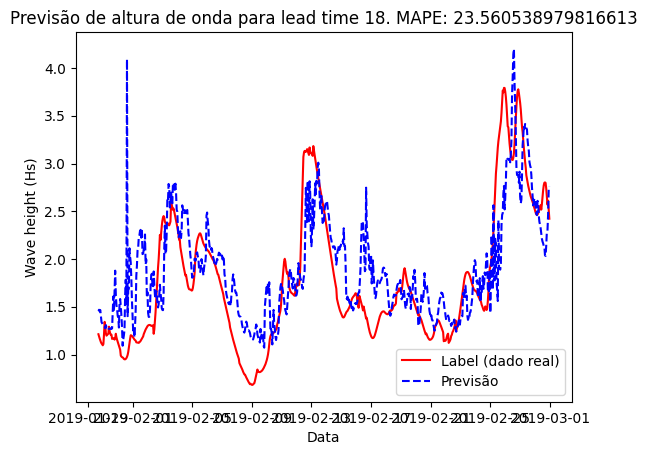 Previsão de altura de onda para lead time 18. MAPE: 23.560538979816613
Wave height (Hs)
4.0
3.5
3.0
2.5
2.0
1.5
1.0
Label (dado real)
Previsão
2019-01-29 2019-02-01 2019-02-05 2019-02-09 2019-02-13 2019-02-17 2019-02-21 2019-02-25 2019-03-01
Data